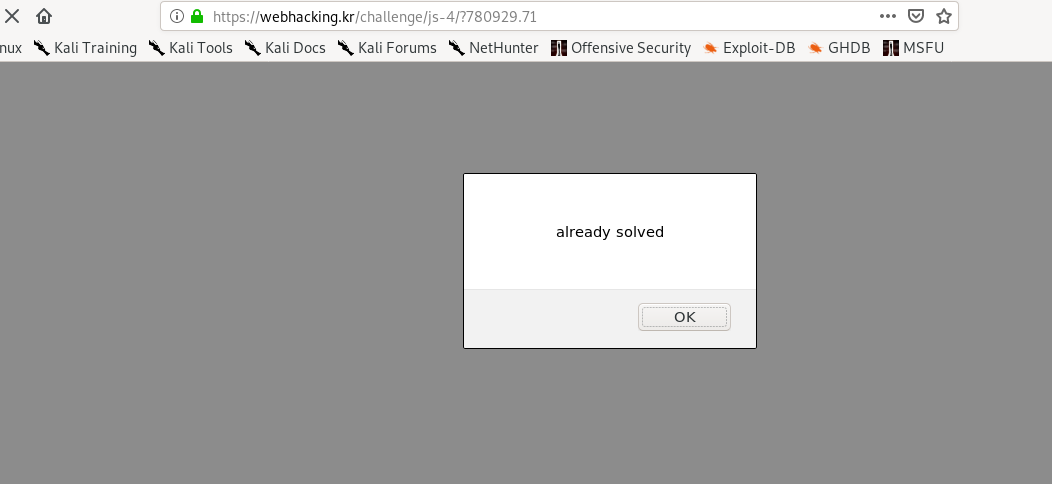 https://webhacking.kr/challenge/js-4/?780929.71
nux Kali Training Kali Tools Kali Docs Kali Forums NetHunter Offensive Security Exploit-DB GHDB MSFU
already solved
OK